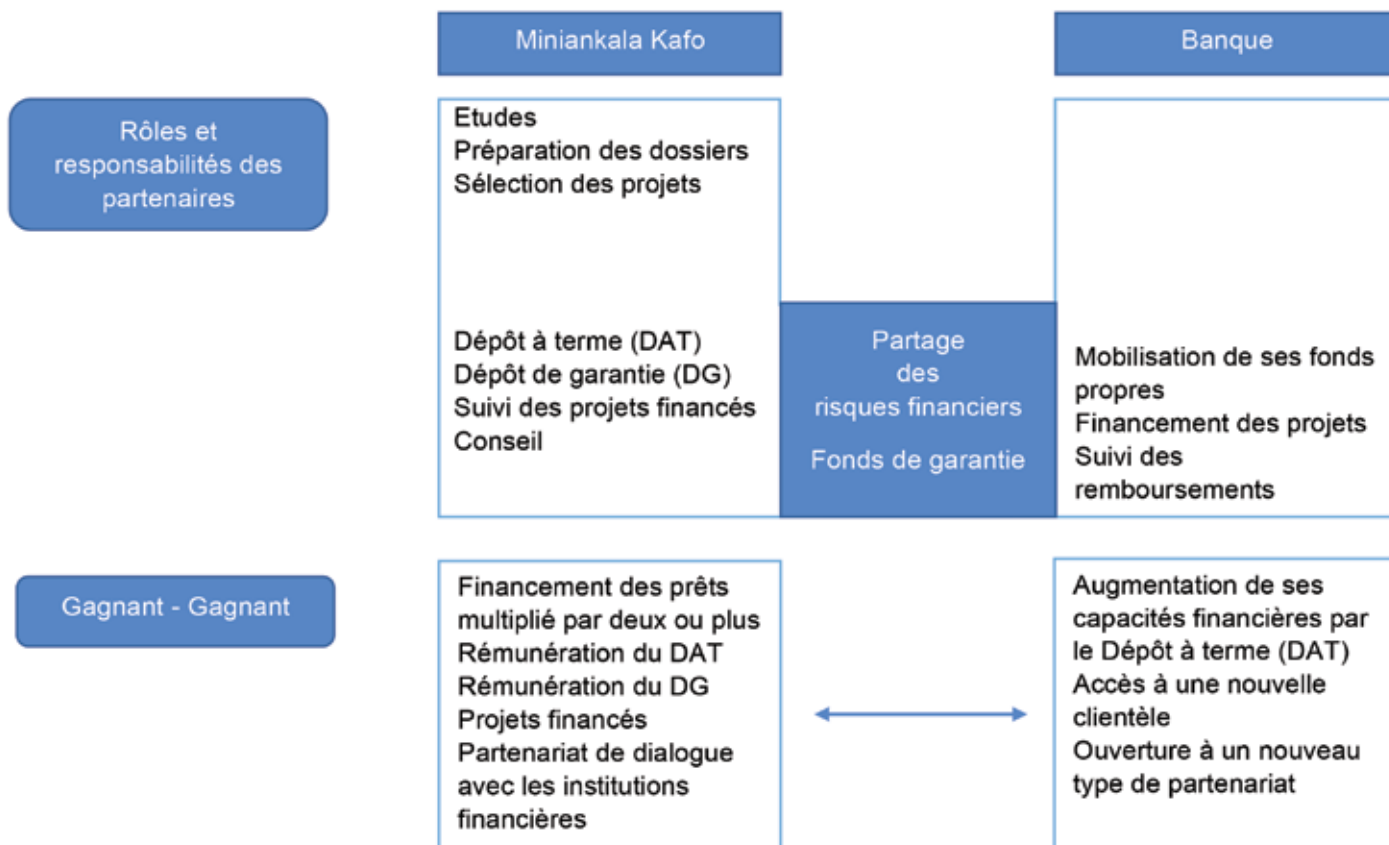 Miniankala Kafo
Banque
Rôles et
responsabilités des
partenaires
Etudes
Préparation des dossiers
Sélection des projets
Dépôt à terme (DAT)
Dépôt de garantie (DG)
Suivi des projets financés
Conseil
Partage
des
risques financiers
Fonds de garantie
Mobilisation de ses fonds
propres
Financement des projets
Suivi des
remboursements
Gagnant - Gagnant
Financement des prêts
multiplié par deux ou plus
Rémunération du DAT
Rémunération du DG
Projets financés
Partenariat de dialogue
avec les institutions
financières
Augmentation de ses
capacités financières par
le Dépôt à terme (DAT)
Accès à une nouvelle
clientèle
Ouverture à un nouveau
type de partenariat